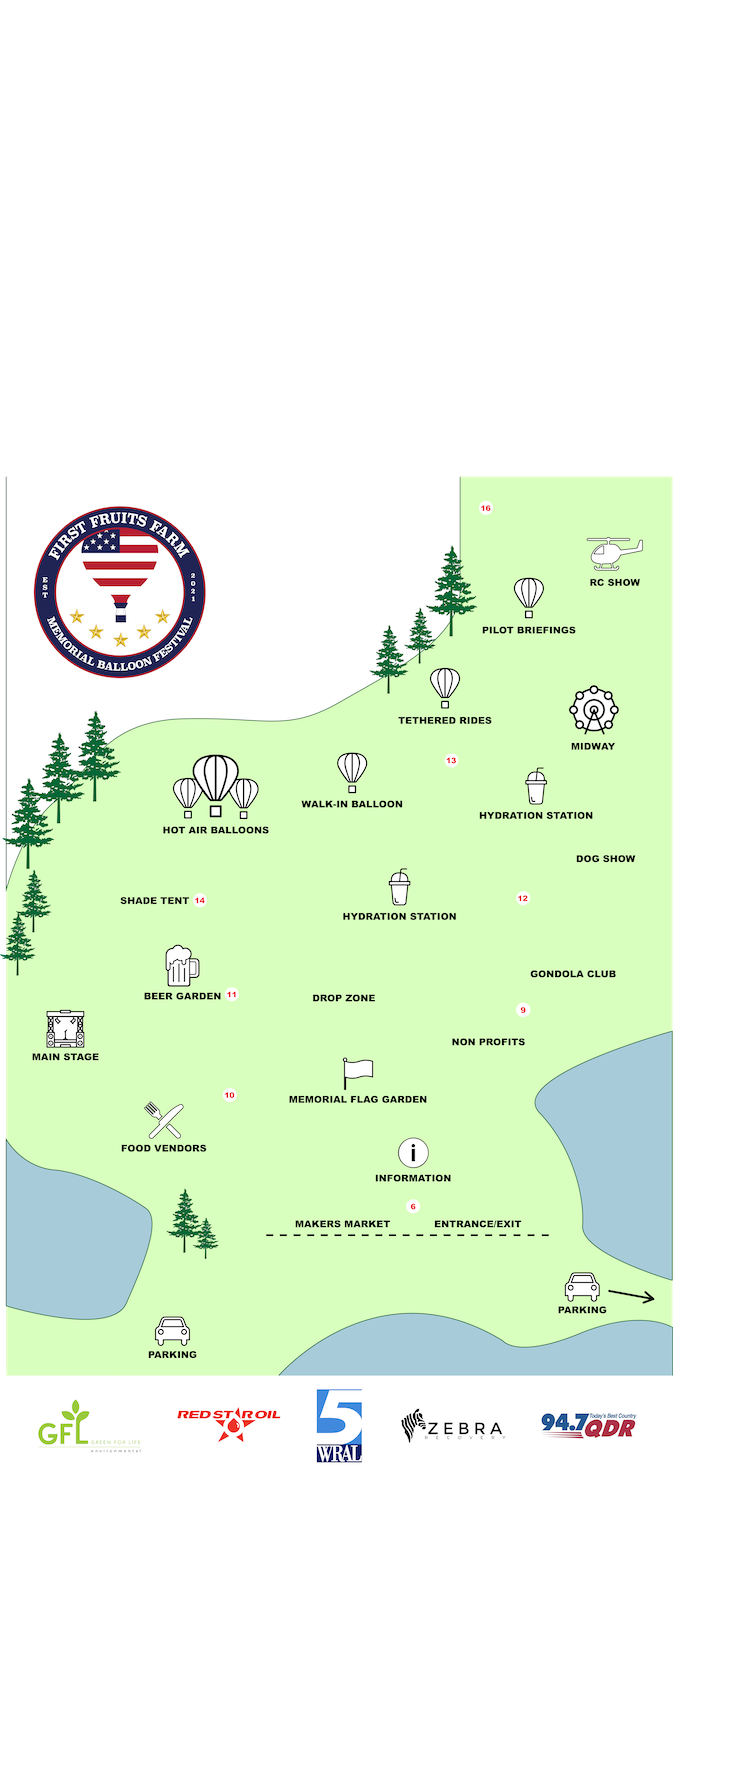 16
FIRST FRUITS FARM
EST
2021
MEMORIAL BALLOON FESTIVAL
RC SHOW
PILOT BRIEFINGS
TETHERED RIDES
MIDWAY
13
WALK-IN BALLOON
HYDRATION STATION
HOT AIR BALLOONS
DOG SHOW
SHADE TENT 14
12
HYDRATION STATION
GONDOLA CLUB
BEER GARDEN 11
DROP ZONE
9
NON PROFITS
MAIN STAGE
10
MEMORIAL FLAG GARDEN
FOOD VENDORS
i
INFORMATION
6
MAKERS MARKET
ENTRANCE/EXIT
PARKING
PARKING
GFL
GREEN FOR LIFE
environmental
RED STAR OIL
5
WRAL
ZEBRA
RECOVERY
94.7
Today's Best Country
QDR